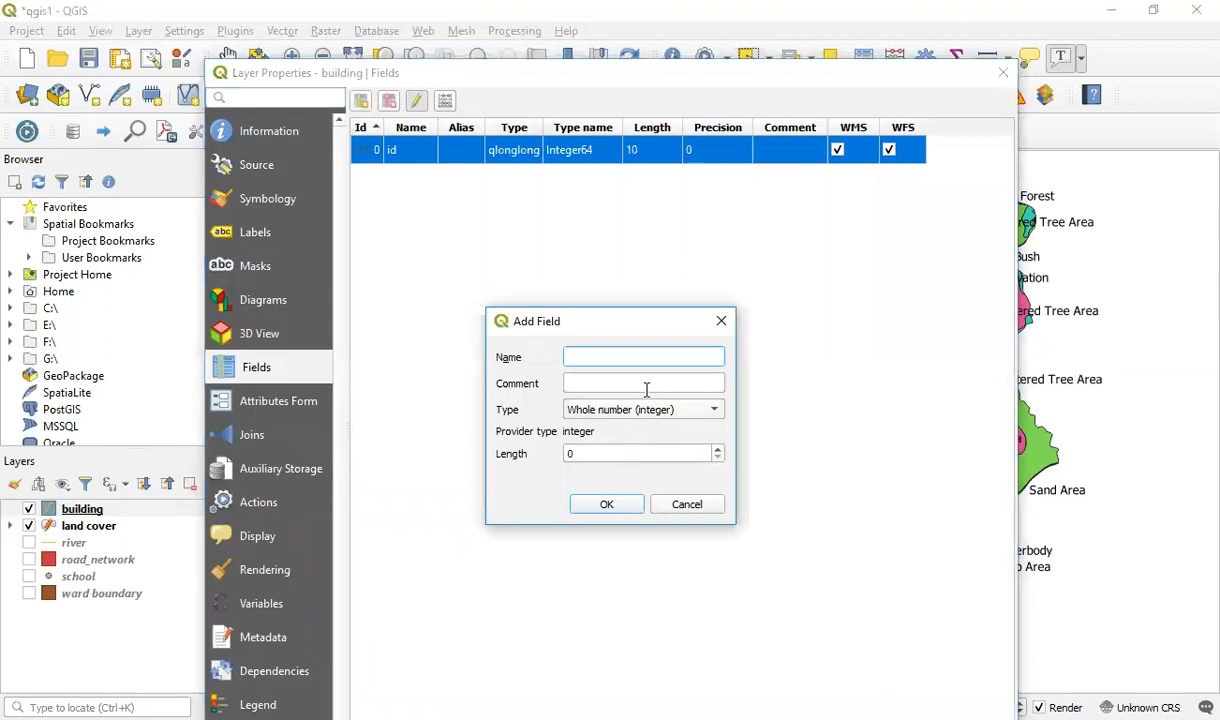 *qgis1 - QGIS
Project Edit View Layer Settings Plugins Vector Raster Database Web Mesh Processing Help
Layer Properties - building | Fields
Id Name Alias Type Type name Length Precision Comment WMS WFS
0 id qlonglong Integer64 10 0
Information
Source
Symbology
abc Labels
abc Masks
Diagrams
3D View
Fields
Attributes Form
Joins
Auxiliary Storage
Actions
Display
Rendering
Variables
Metadata
Dependencies
Legend
Browser
Favorites
Spatial Bookmarks
Project Bookmarks
User Bookmarks
Project Home
Home
C:\
E:\
F:\
G:\
GeoPackage
SpatiaLite
PostGIS
MSSQL
Oracle
Layers
building
land cover
river
road_network
school
ward boundary
Add Field
Name
Comment
Type Whole number (integer)
Provider type integer
Length 0
OK Cancel
Forest
red Tree Area
ush
ation
ered Tree Area
tered Tree Area
Sand Area
erbody
o Area
Type to locate (Ctrl+K)
Render Unknown CRS